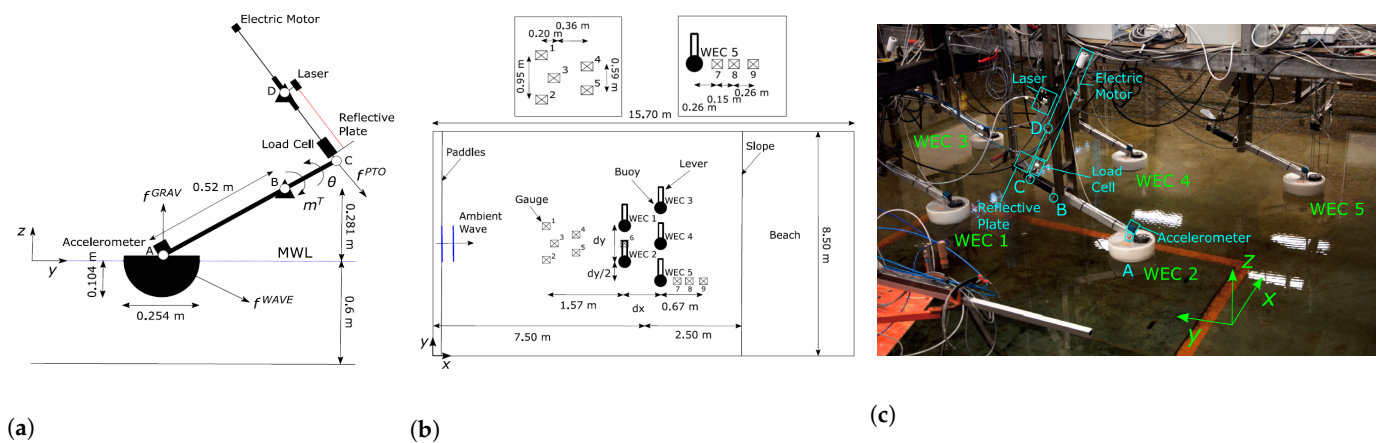 Electric Motor
Laser
D
Reflective
Plate
Load Cell
C
f^PTO
B
θ
m^T
0.52 m
f^GRAV
0.281 m
z
Accelerometer
A
MWL
y
0.104 m
f^WAVE
0.254 m
0.6 m
(a)
0.36 m
0.20 m
1
4
3
0.95 m
0.59 m
5
2
WEC 5
7 8 9
0.26 m
0.15 m
0.26 m
15.70 m
Paddles
Lever
Slope
Buoy
WEC 3
Gauge
1
WEC 1
4
3
Ambient
Wave
dy
6
WEC 4
5
2
WEC 2
Beach
8.50 m
dy/2
WEC 5
7 8 9
1.57 m
0.67 m
dx
7.50 m
2.50 m
y
x
(b)
Laser
Electric
Motor
D
WEC 3
Load
Cell
WEC 4
C
B
WEC 5
Reflective
Plate
WEC 1
Accelerometer
WEC 2
A
z
x
y
(c)